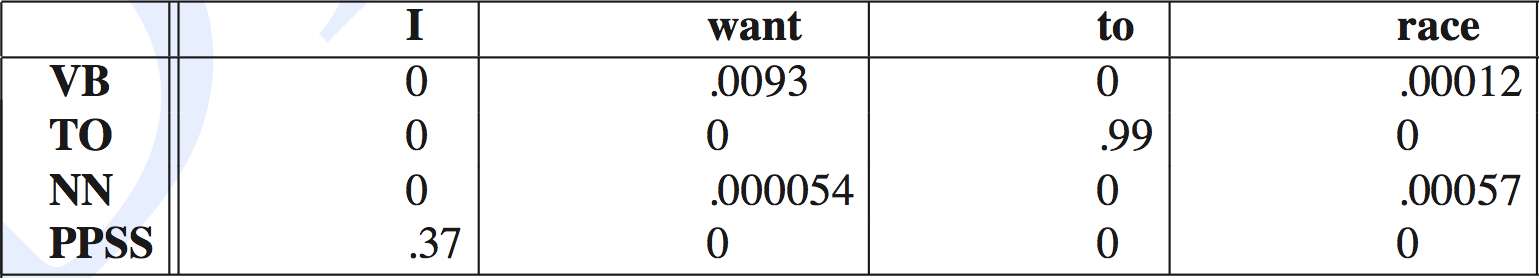 I want to race
VB 0 .0093 0 .00012
TO 0 0 .99 0
NN 0 .000054 0 .00057
PPSS .37 0 0 0